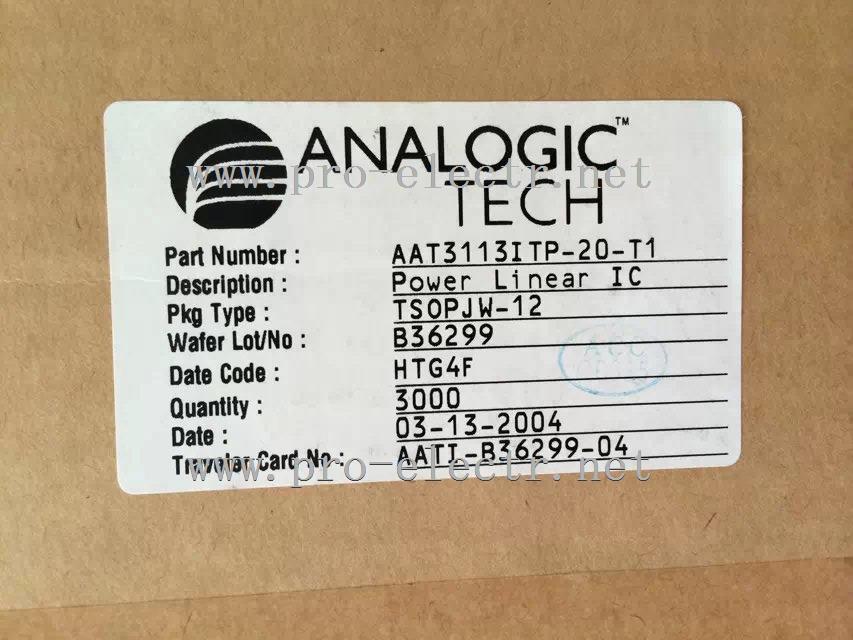 ANALOGIC™
TECH
www.pro-electr.net
Part Number : AAT3113ITP-20-T1
Description : Power Linear IC
Pkg Type : TSOPJW-12
Wafer Lot/No : B36299
Date Code : HTG4F
Quantity : 3000
Date : 03-13-2004
Traveler Card No : AATI-B36299-04
www.pro-electr.net